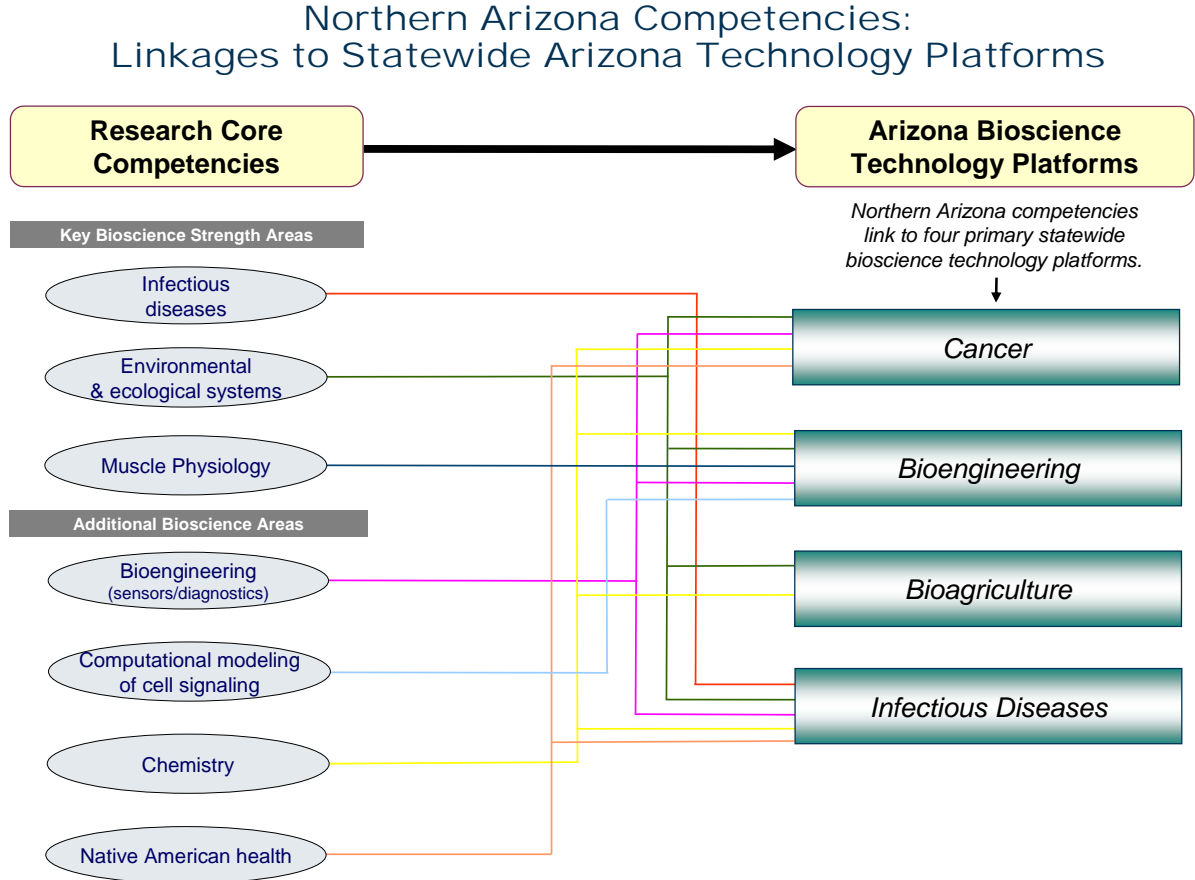 Northern Arizona Competencies:
Linkages to Statewide Arizona Technology Platforms
Research Core
Competencies
Arizona Bioscience
Technology Platforms
Northern Arizona competencies
link to four primary statewide
bioscience technology platforms.
Key Bioscience Strength Areas
Infectious
diseases
Environmental
& ecological systems
Muscle Physiology
Additional Bioscience Areas
Bioengineering
(sensors/diagnostics)
Computational modeling
of cell signaling
Chemistry
Native American health
Cancer
Bioengineering
Bioagriculture
Infectious Diseases